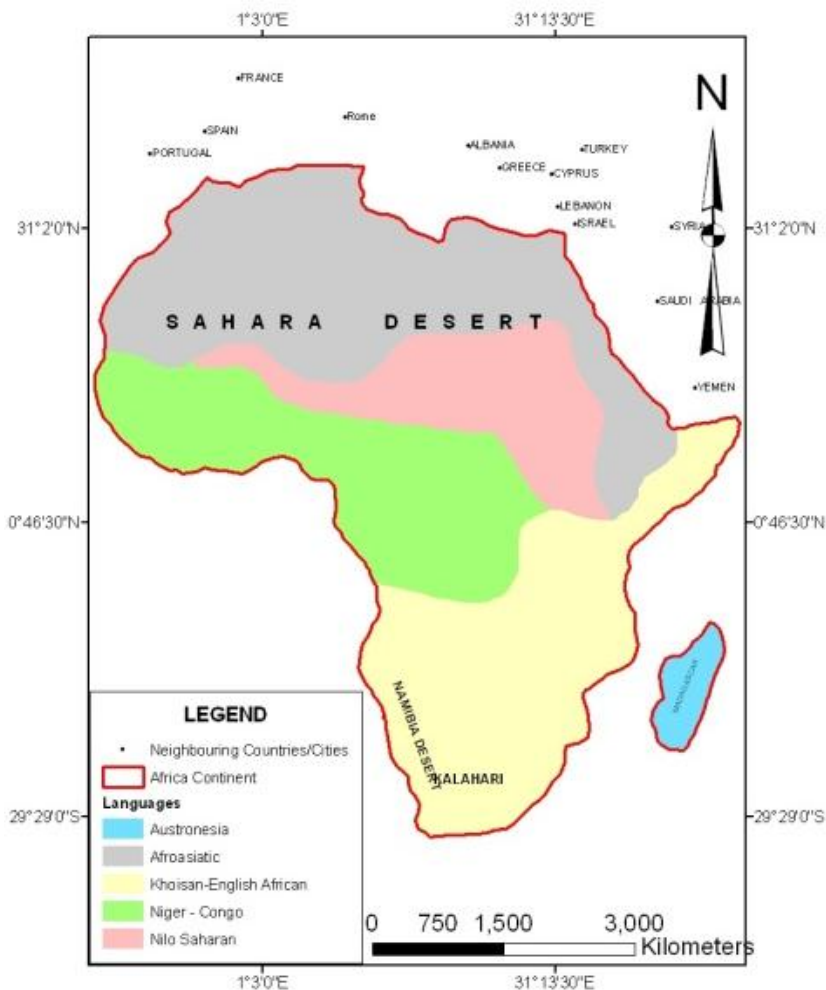 1°3'0"E
31°13'30"E
FRANCE
N
Rome
SPAIN
ALBANIA
TURKEY
PORTUGAL
GREECE
CYPRUS
LEBANON
31°2'0"N
ISRAEL
SYRIA
31°2'0"N
SAUDI ARABIA
SAHARA DESERT
YEMEN
0°46'30"N
0°46'30"N
MADAGASCAR
NAMIBIA DESERT
KALAHARI
LEGEND
Neighbouring Countries/Cities
Africa Continent
Languages
Austronesia
Afroasiatic
Khoisan-English African
Niger - Congo
Nilo Saharan
29°29'0"S
29°29'0"S
0 750 1,500 3,000
Kilometers
1°3'0"E
31°13'30"E